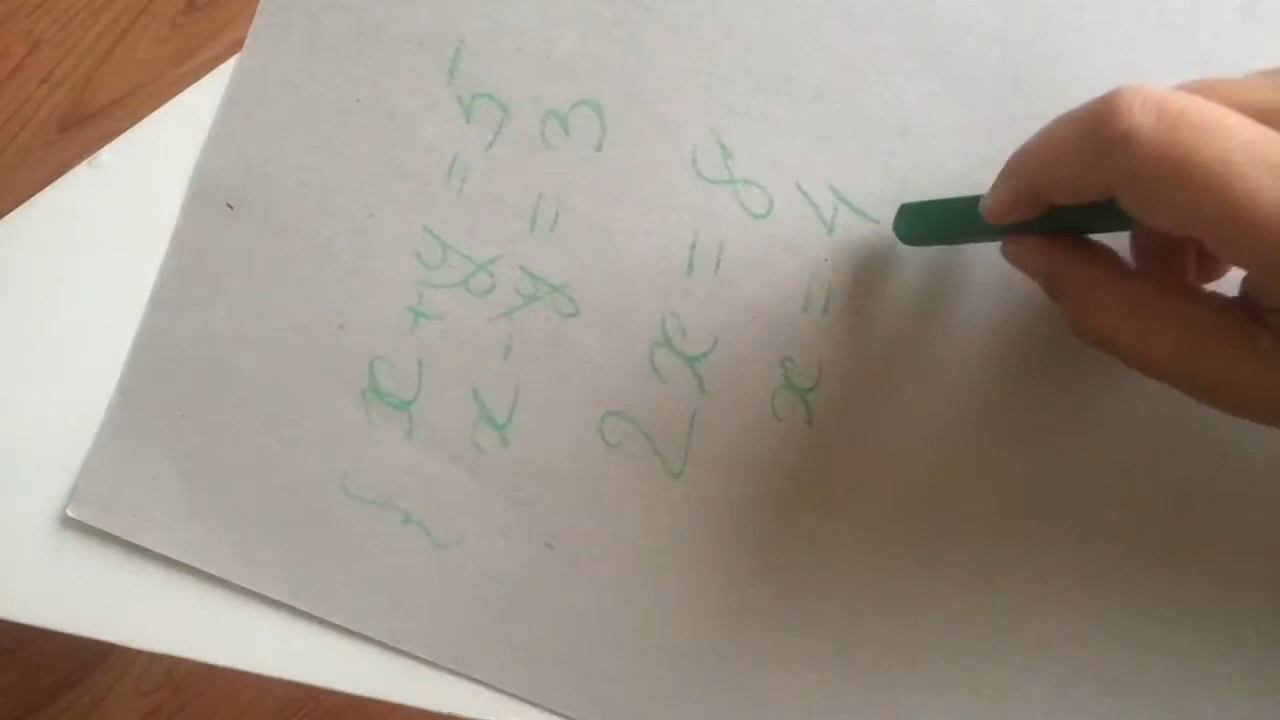 { x + y = 5
x - y = 3
2x = 8
x = 4